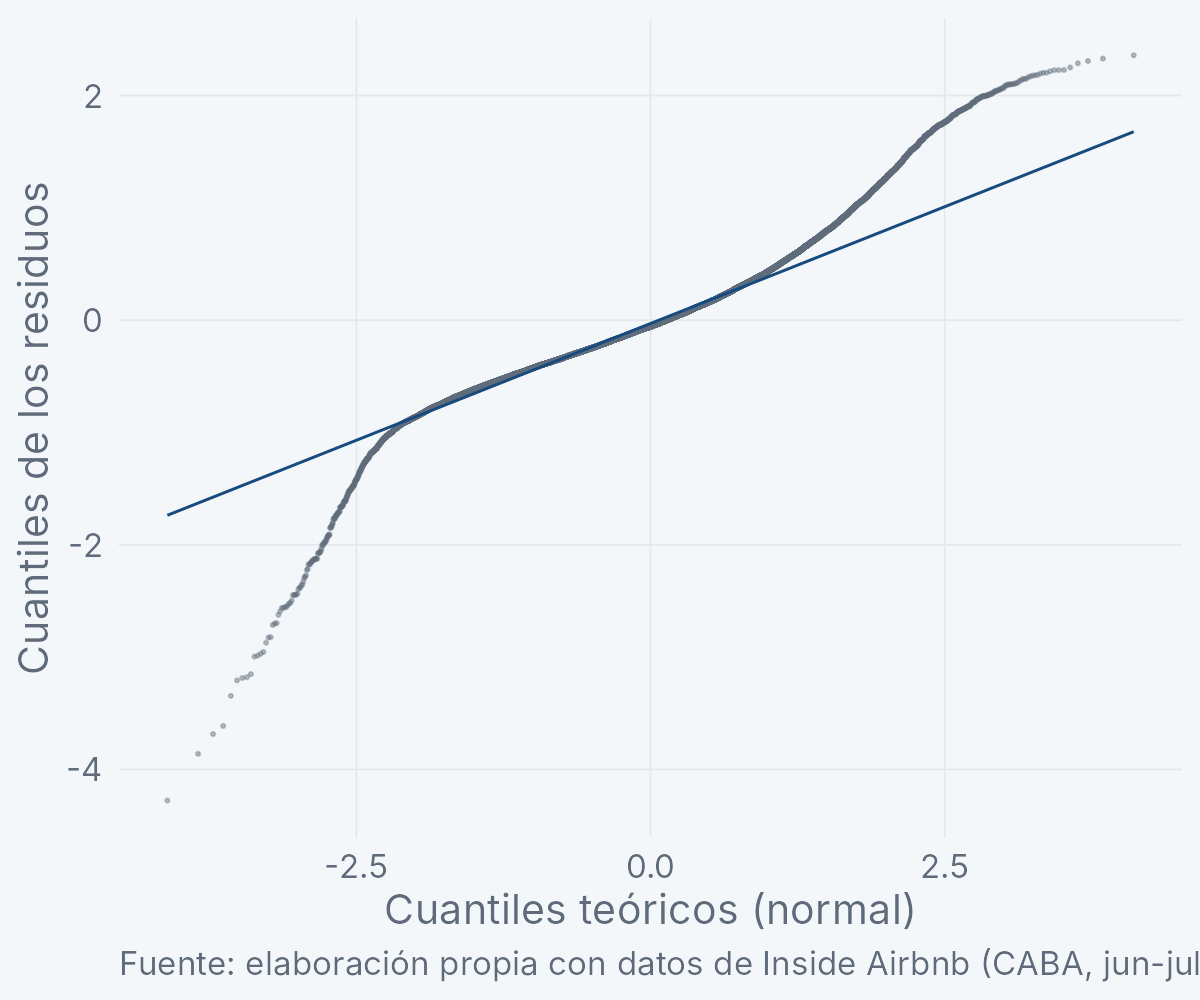 2
0
-2
-4
Cuantiles de los residuos
-2.5 0.0 2.5
Cuantiles teóricos (normal)
Fuente: elaboración propia con datos de Inside Airbnb (CABA, jun-jul